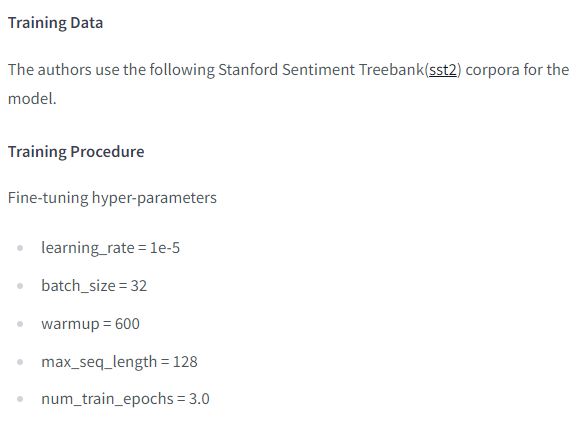 Training Data
The authors use the following Stanford Sentiment Treebank(sst2) corpora for the
model.
Training Procedure
Fine-tuning hyper-parameters
learning_rate = 1e-5
batch_size = 32
warmup = 600
max_seq_length = 128
num_train_epochs = 3.0